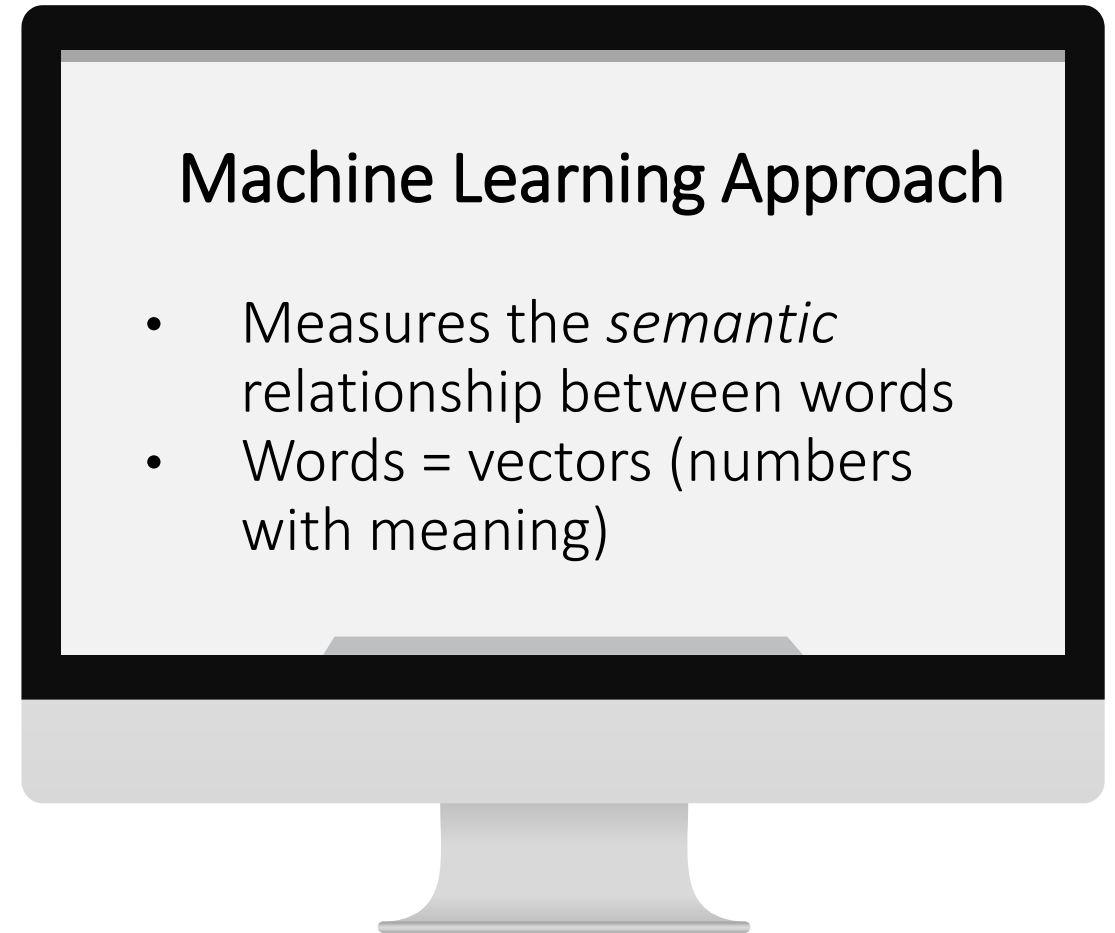 Machine Learning Approach
• Measures the semantic
relationship between words
• Words = vectors (numbers
with meaning)